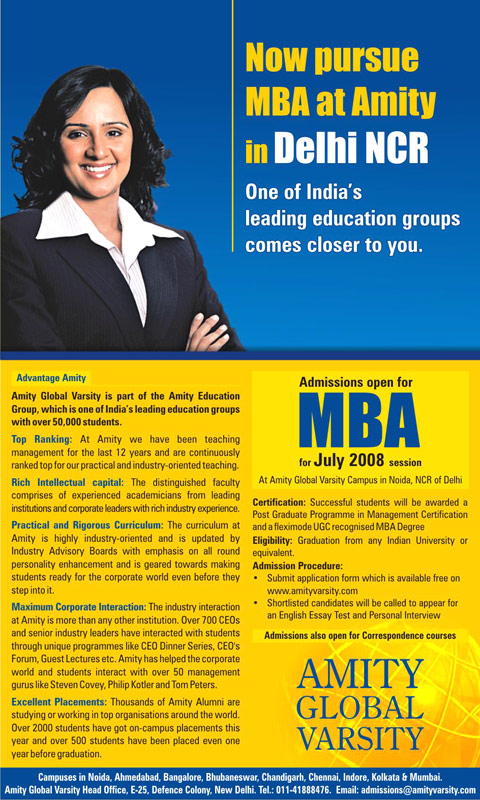 Now pursue
MBA at Amity
in Delhi NCR
One of India's
leading education groups
comes closer to you.
Advantage Amity
Amity Global Varsity is part of the Amity Education
Group, which is one of India's leading education groups
with over 50,000 students.
Top Ranking: At Amity we have been teaching
management for the last 12 years and are continuously
ranked top for our practical and industry-oriented teaching.
Rich Intellectual capital: The distinguished faculty
comprises of experienced academicians from leading
institutions and corporate leaders with rich industry experience.
Practical and Rigorous Curriculum: The curriculum at
Amity is highly industry-oriented and is updated by
Industry Advisory Boards with emphasis on all round
personality enhancement and is geared towards making
students ready for the corporate world even before they
step into it.
Maximum Corporate Interaction: The industry interaction
at Amity is more than any other institution. Over 700 CEOs
and senior industry leaders have interacted with students
through unique programmes like CEO Dinner Series, CEO's
Forum, Guest Lectures etc. Amity has helped the corporate
world and students interact with over 50 management
gurus like Steven Covey, Philip Kotler and Tom Peters.
Excellent Placements: Thousands of Amity Alumni are
studying or working in top organisations around the world.
Over 2000 students have got on-campus placements this
year and over 500 students have been placed even one
year before graduation.
Admissions open for
MBA
for July 2008 session
At Amity Global Varsity Campus in Noida, NCR of Delhi
Certification: Successful students will be awarded a
Post Graduate Programme in Management Certification
and a fleximode UGC recognised MBA Degree
Eligibility: Graduation from any Indian University or
equivalent.
Admission Procedure:
• Submit application form which is available free on
www.amityvarsity.com
• Shortlisted candidates will be called to appear for
an English Essay Test and Personal Interview
Admissions also open for Correspondence courses
AMITY
GLOBAL
VARSITY
Campuses in Noida, Ahmedabad, Bangalore, Bhubaneswar, Chandigarh, Chennai, Indore, Kolkata & Mumbai.
Amity Global Varsity Head Office, E-25, Defence Colony, New Delhi. Tel.: 011-41888476. Email: admissions@amityvarsity.com